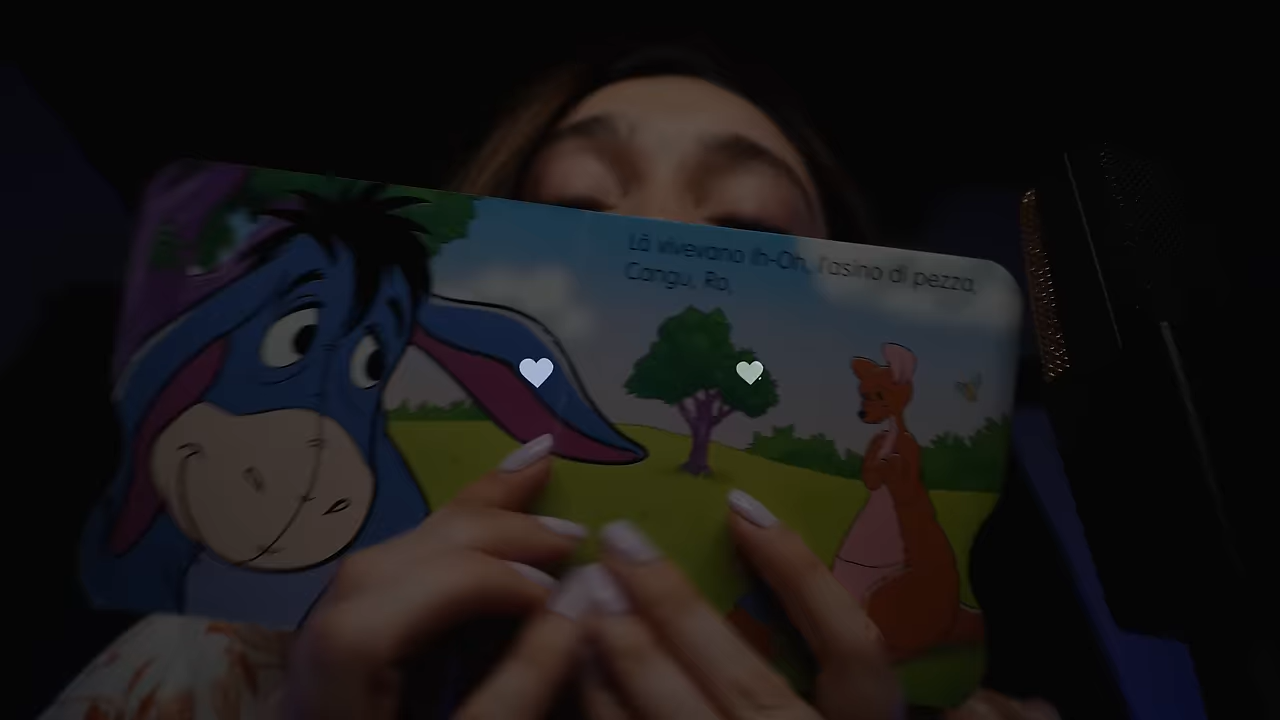 Là vivevano Ih-Oh, l'asino di pezza,
Cangu, Ro,